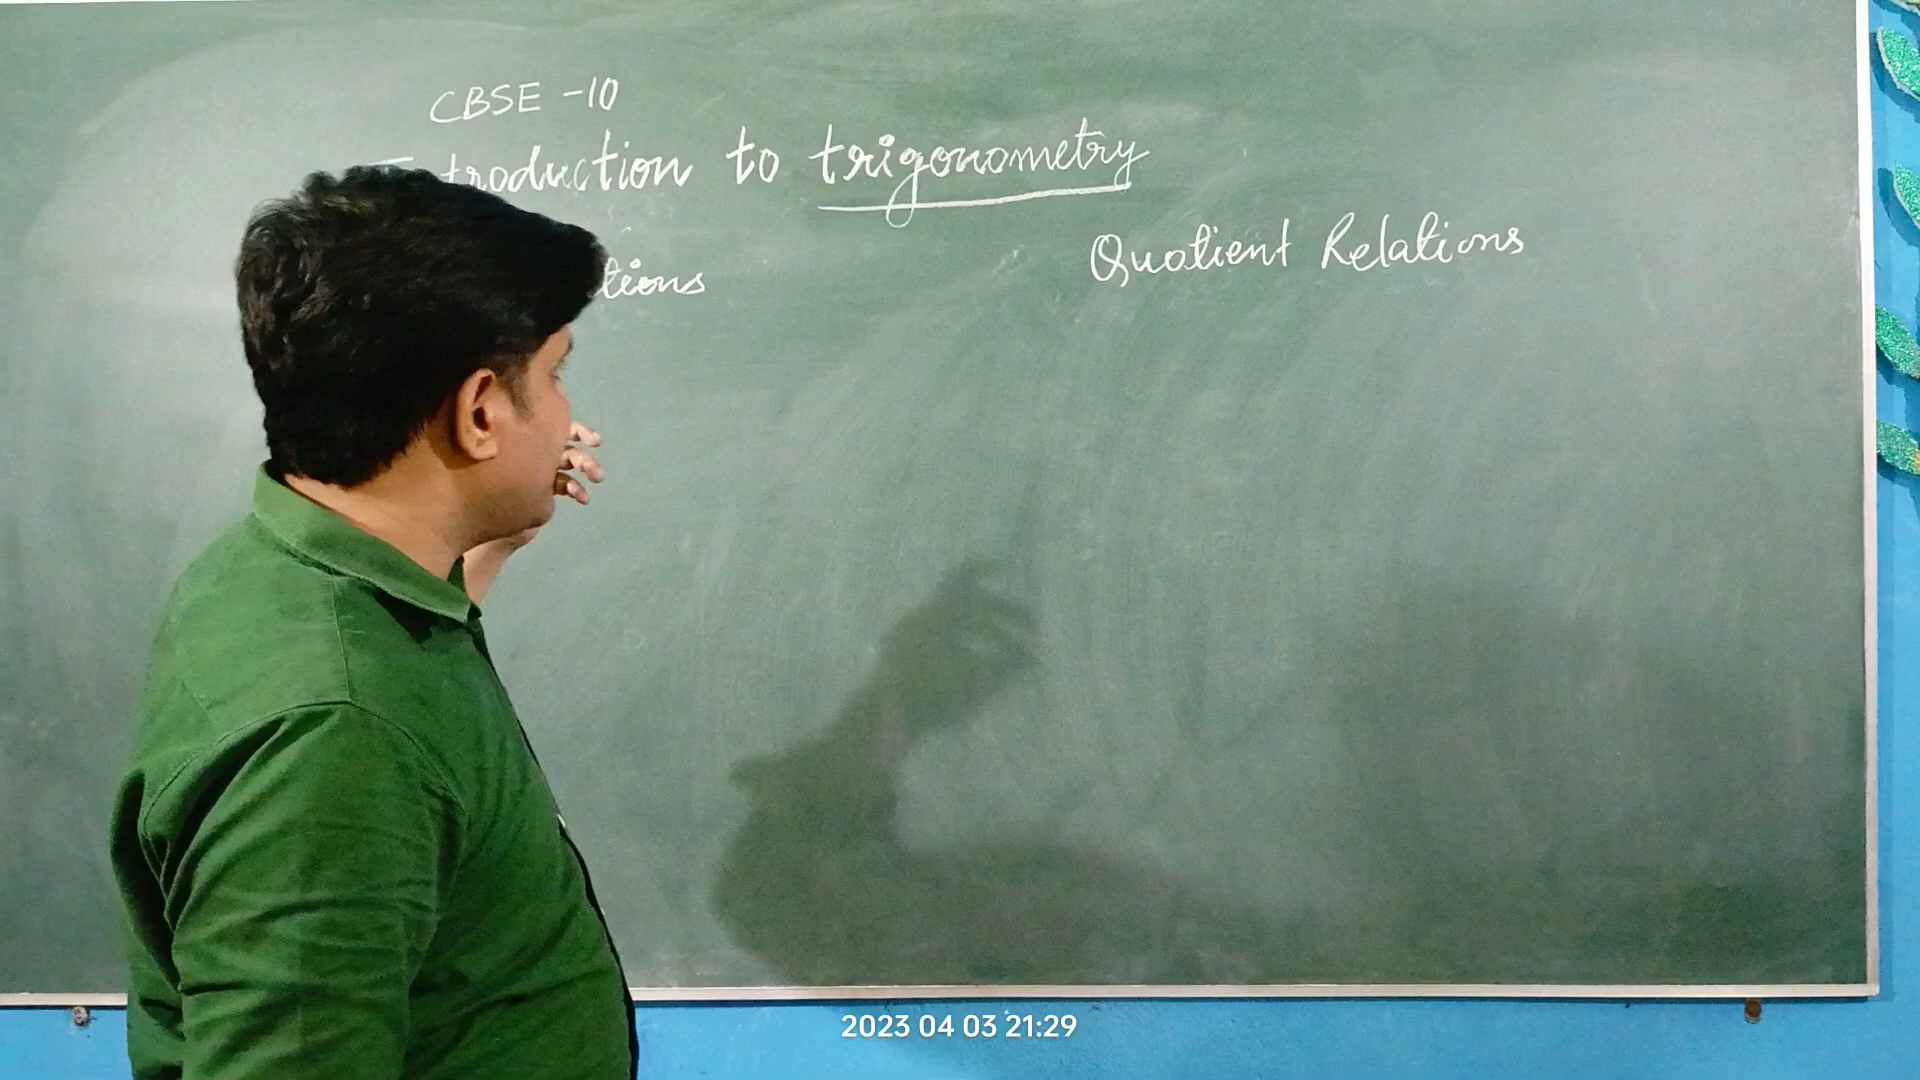 CBSE -10
troduction to trigonometry
tions
Quotient Relations
2023 04 03 21:29